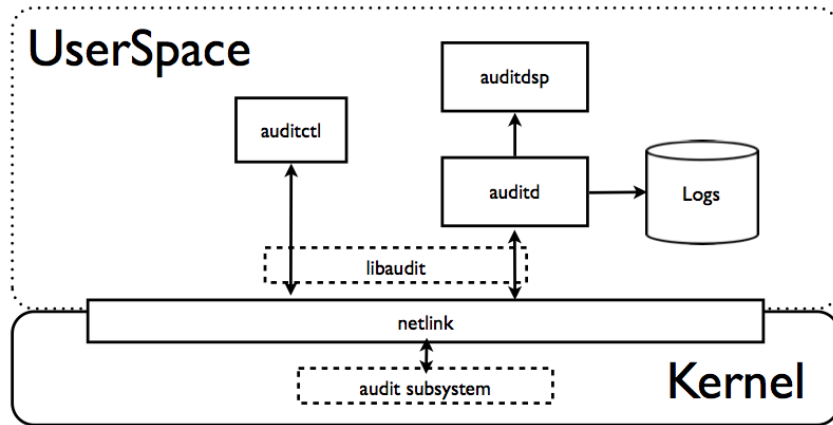 UserSpace
auditdsp
auditctl
auditd
Logs
libaudit
netlink
audit subsystem
Kernel